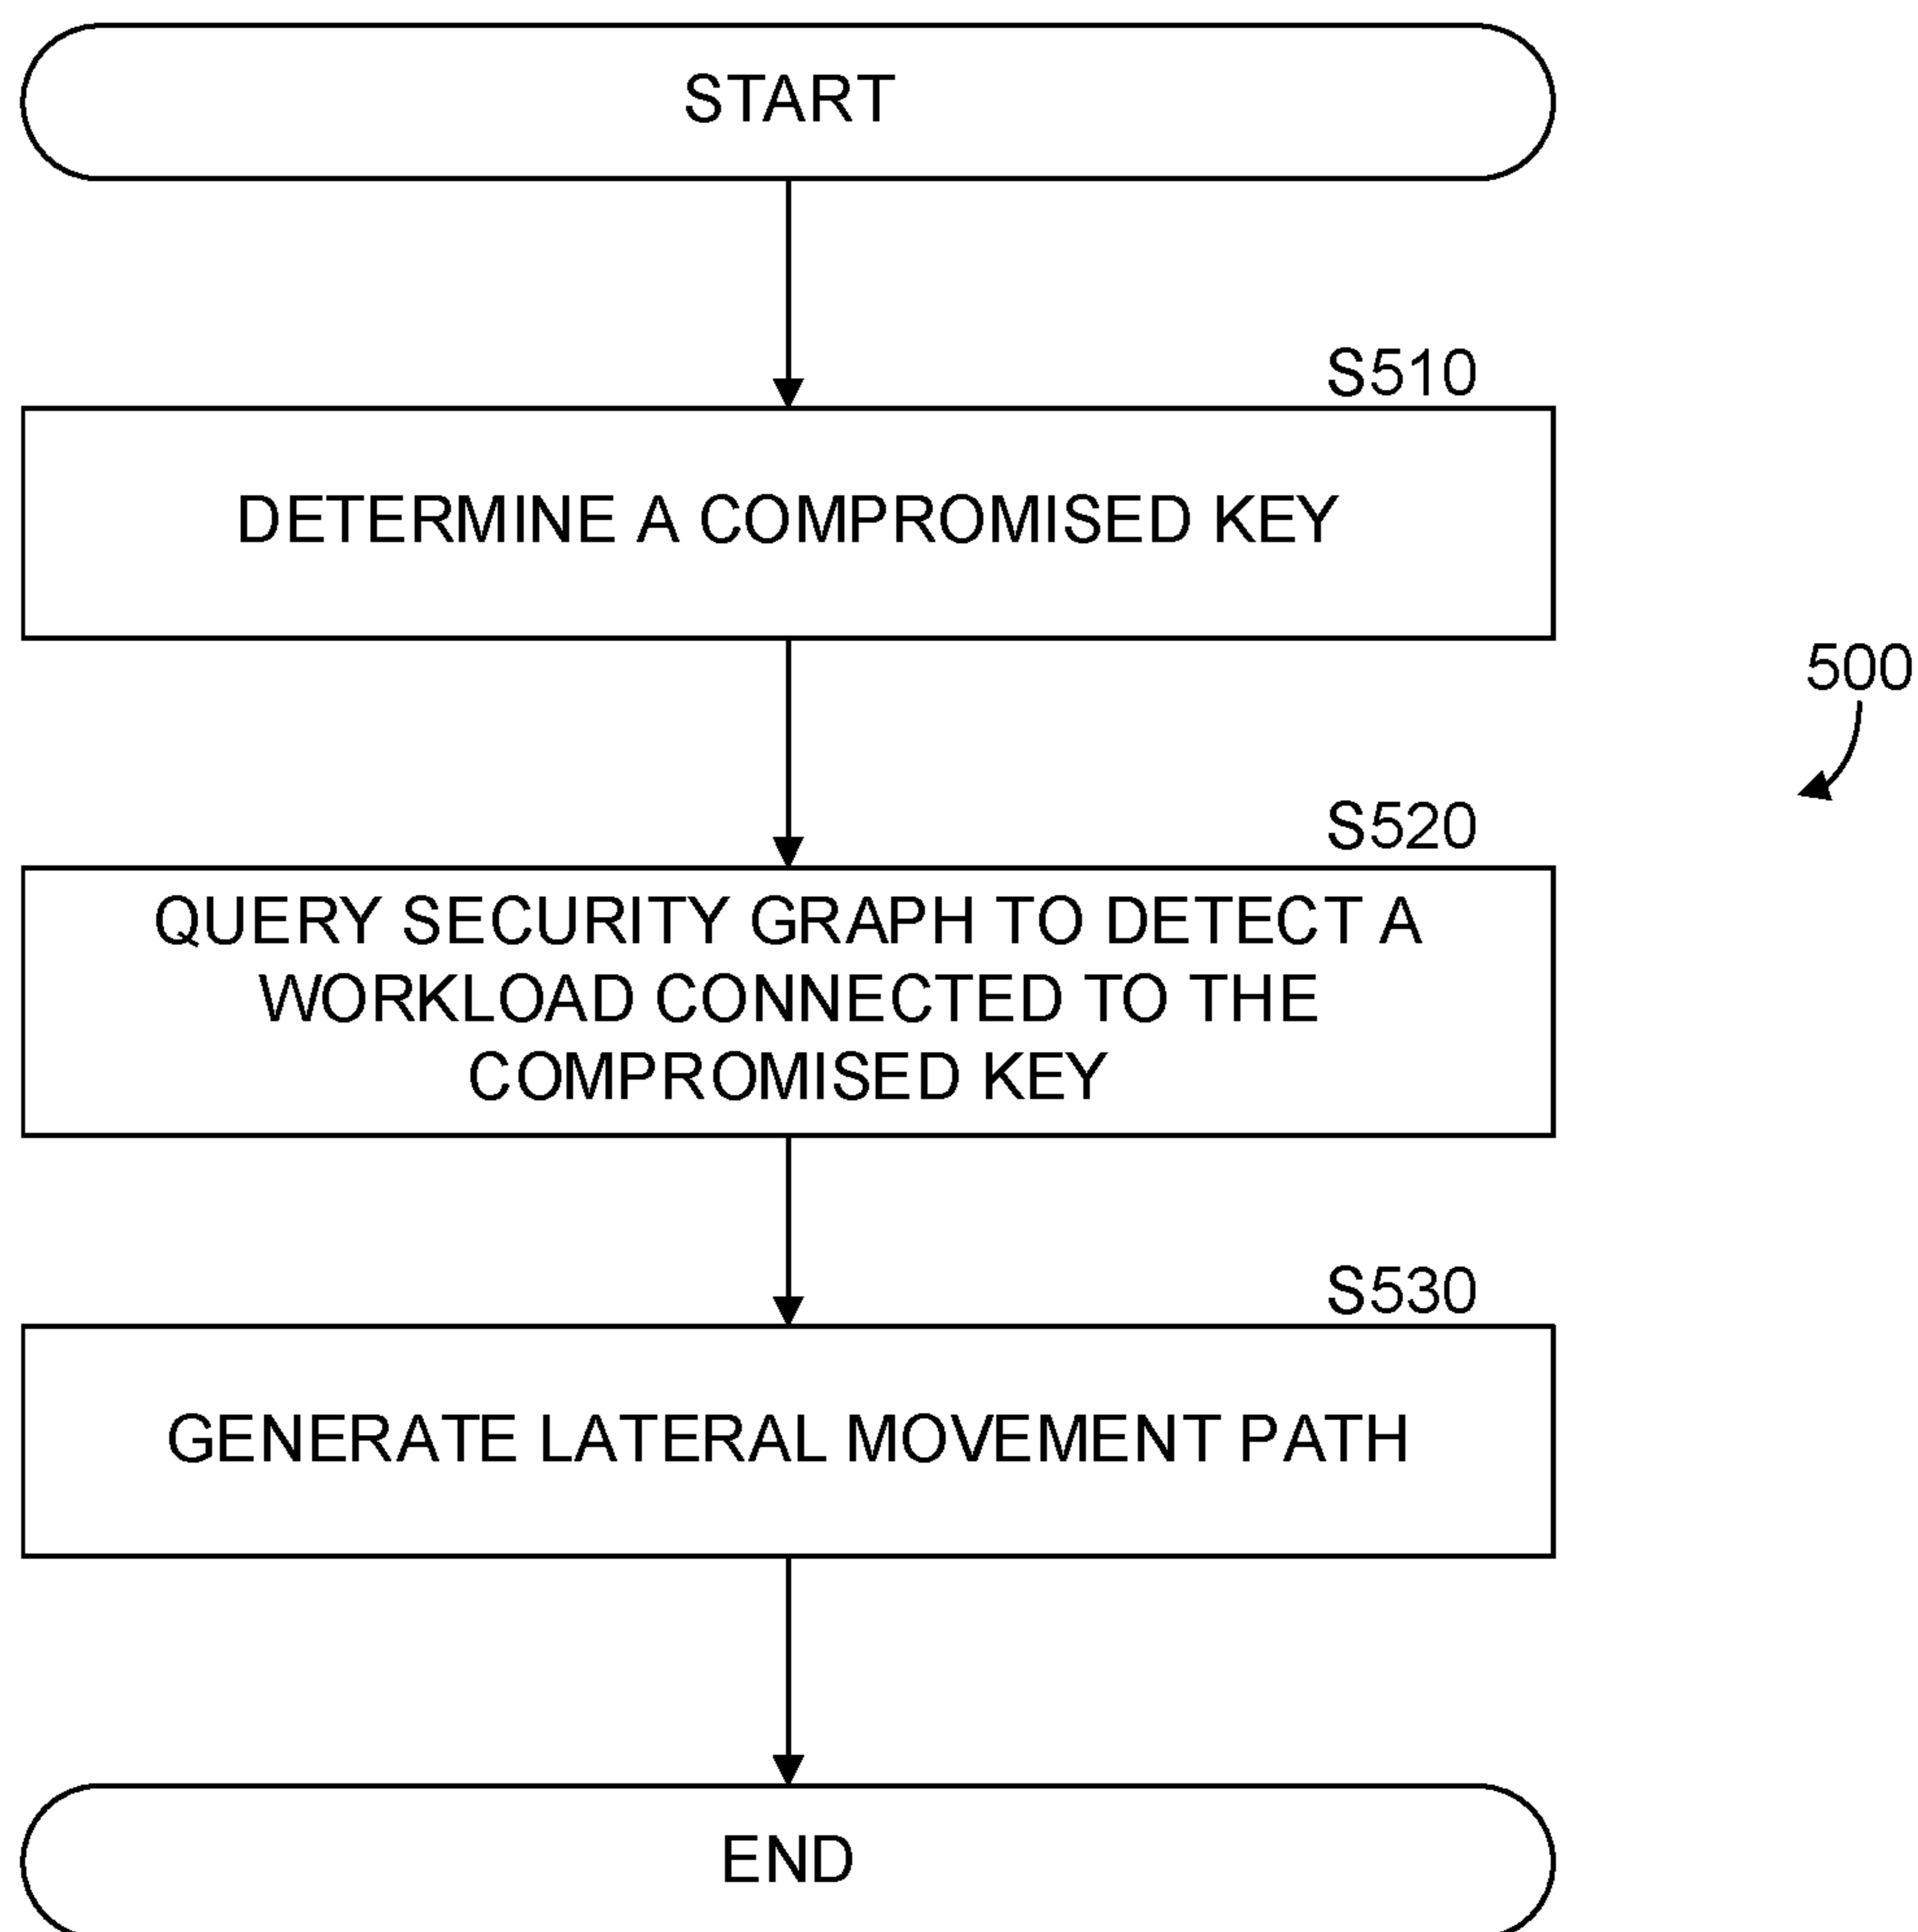 START
S510
DETERMINE A COMPROMISED KEY
500
S520
QUERY SECURITY GRAPH TO DETECT A
WORKLOAD CONNECTED TO THE
COMPROMISED KEY
S530
GENERATE LATERAL MOVEMENT PATH
END